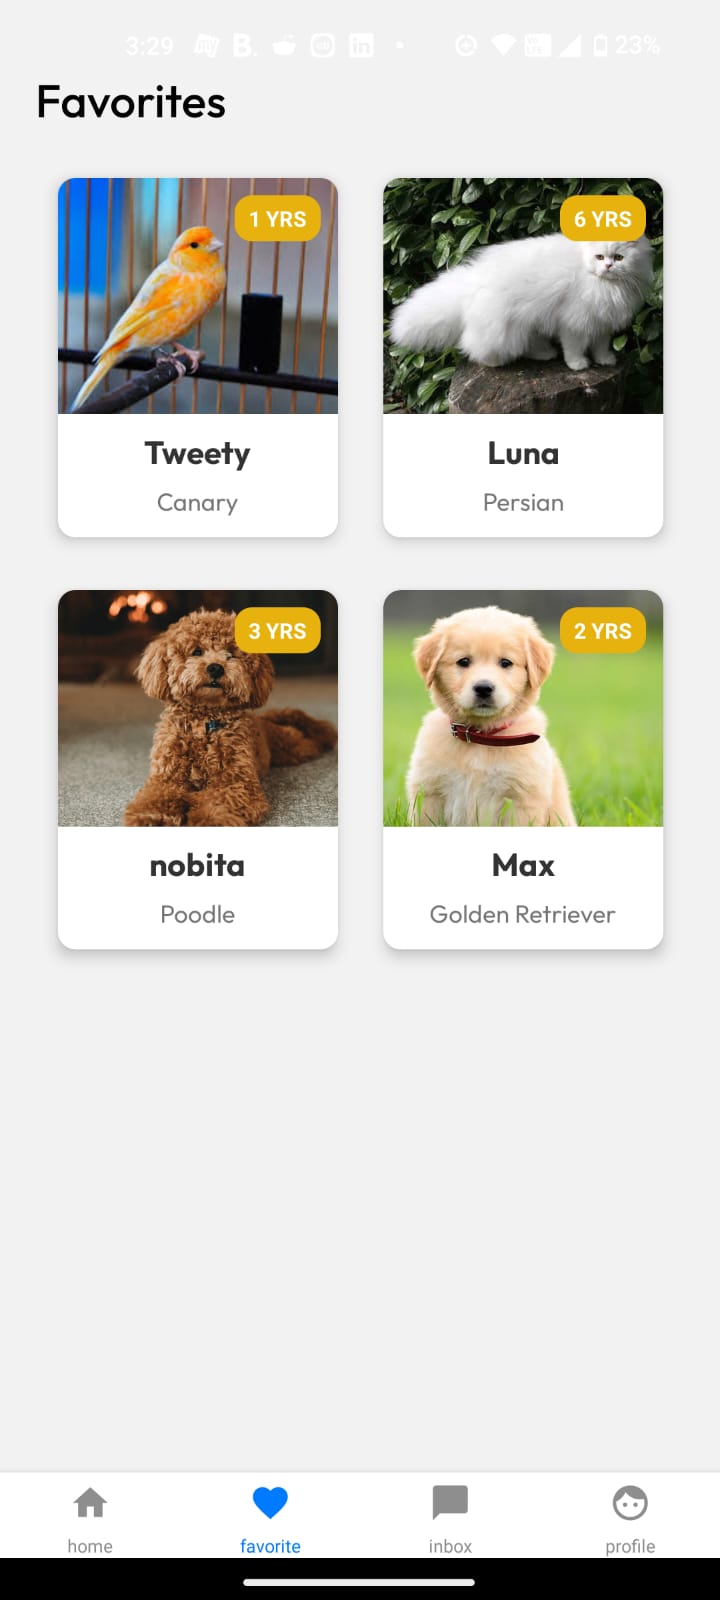 3:29 B. in 23%
Favorites
1 YRS
6 YRS
Tweety
Luna
Canary
Persian
3 YRS
2 YRS
nobita
Max
Poodle
Golden Retriever
home favorite inbox profile